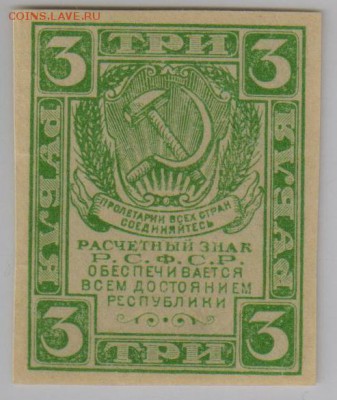 COINS.LAVE.RU
3 ТРИ 3
РУБЛЯ
РУБЛЯ
ПРОЛЕТАРИИ ВСЕХ СТРАН
СОЕДИНЯЙТЕСЬ
РАСЧЕТНЫЙ ЗНАК
Р.С.Ф.С.Р.
ОБЕСПЕЧИВАЕТСЯ
ВСЕМ ДОСТОЯНИЕМ
РЕСПУБЛИКИ
3 ТРИ 3